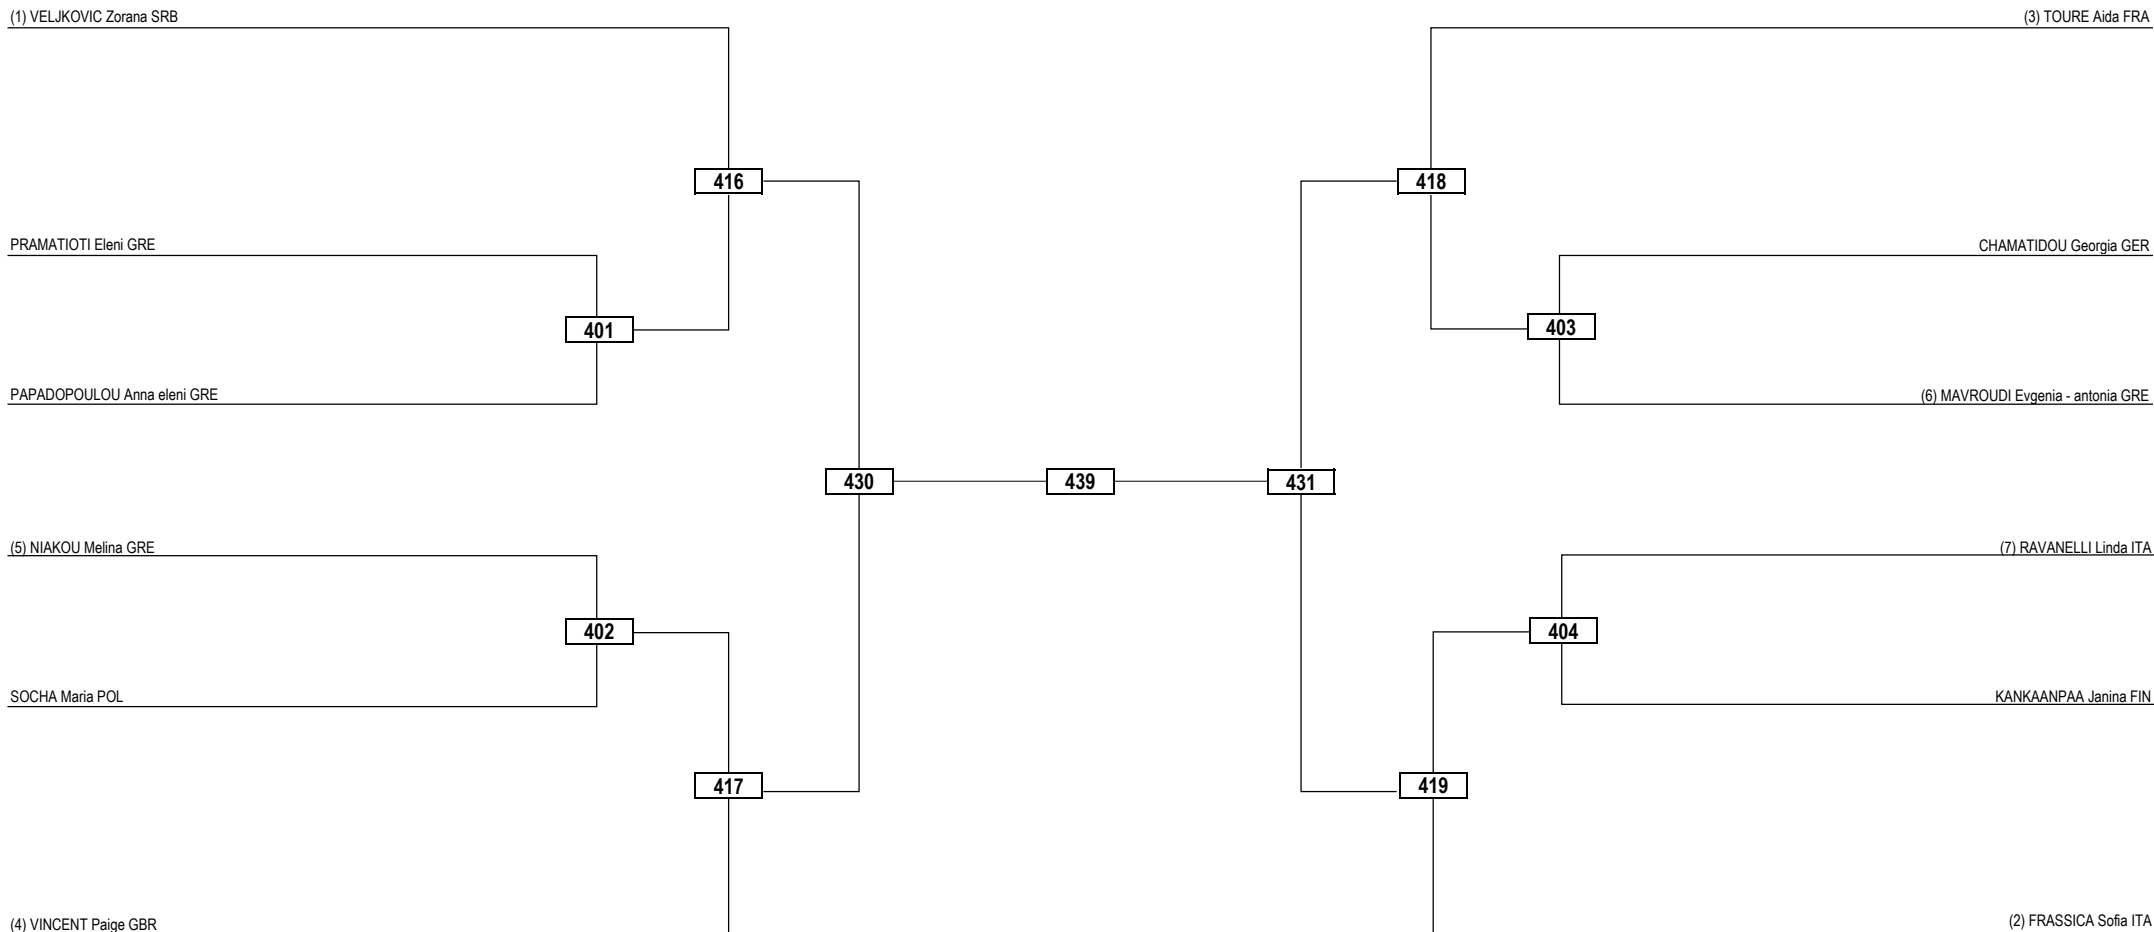 (1) VELJKOVIC Zorana SRB
(3) TOURE Aida FRA
416
418
PRAMATIOTI Eleni GRE
CHAMATIDOU Georgia GER
401
403
PAPADOPOULOU Anna eleni GRE
(6) MAVROUDI Evgenia - antonia GRE
430
439
431
(5) NIAKOU Melina GRE
(7) RAVANELLI Linda ITA
402
404
SOCHA Maria POL
KANKAANPAA Janina FIN
417
419
(4) VINCENT Paige GBR
(2) FRASSICA Sofia ITA